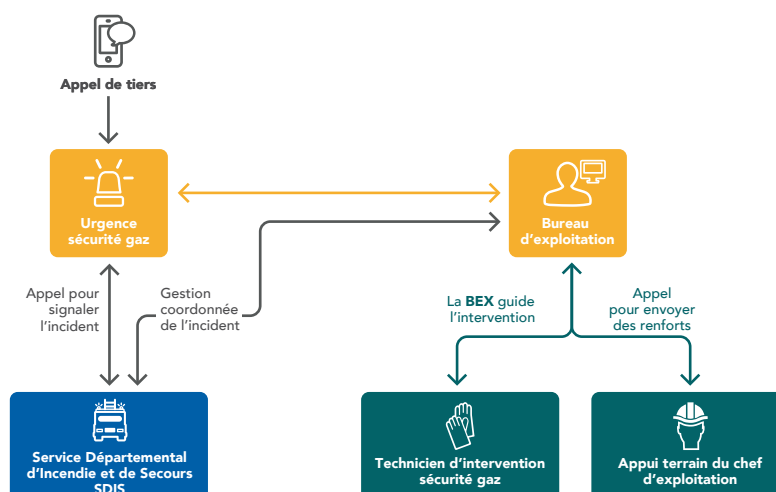 Appel de tiers
Urgence
sécurité gaz
Bureau
d'exploitation
Appel pour
signaler
l'incident
Gestion
coordonnée
de l'incident
La BEX guide
l'intervention
Appel
pour envoyer
des renforts
Service Départemental
d'Incendie et de Secours
SDIS
Technicien d'intervention
sécurité gaz
Appui terrain du chef
d'exploitation